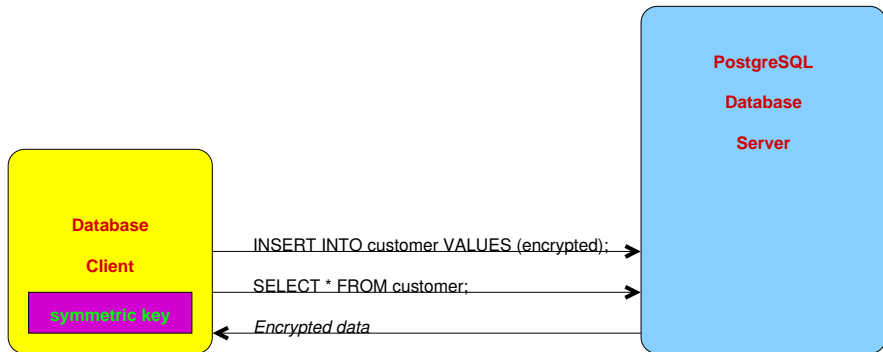 PostgreSQL
Database
Server
Database
Client
symmetric key
INSERT INTO customer VALUES (encrypted);
SELECT * FROM customer;
Encrypted data